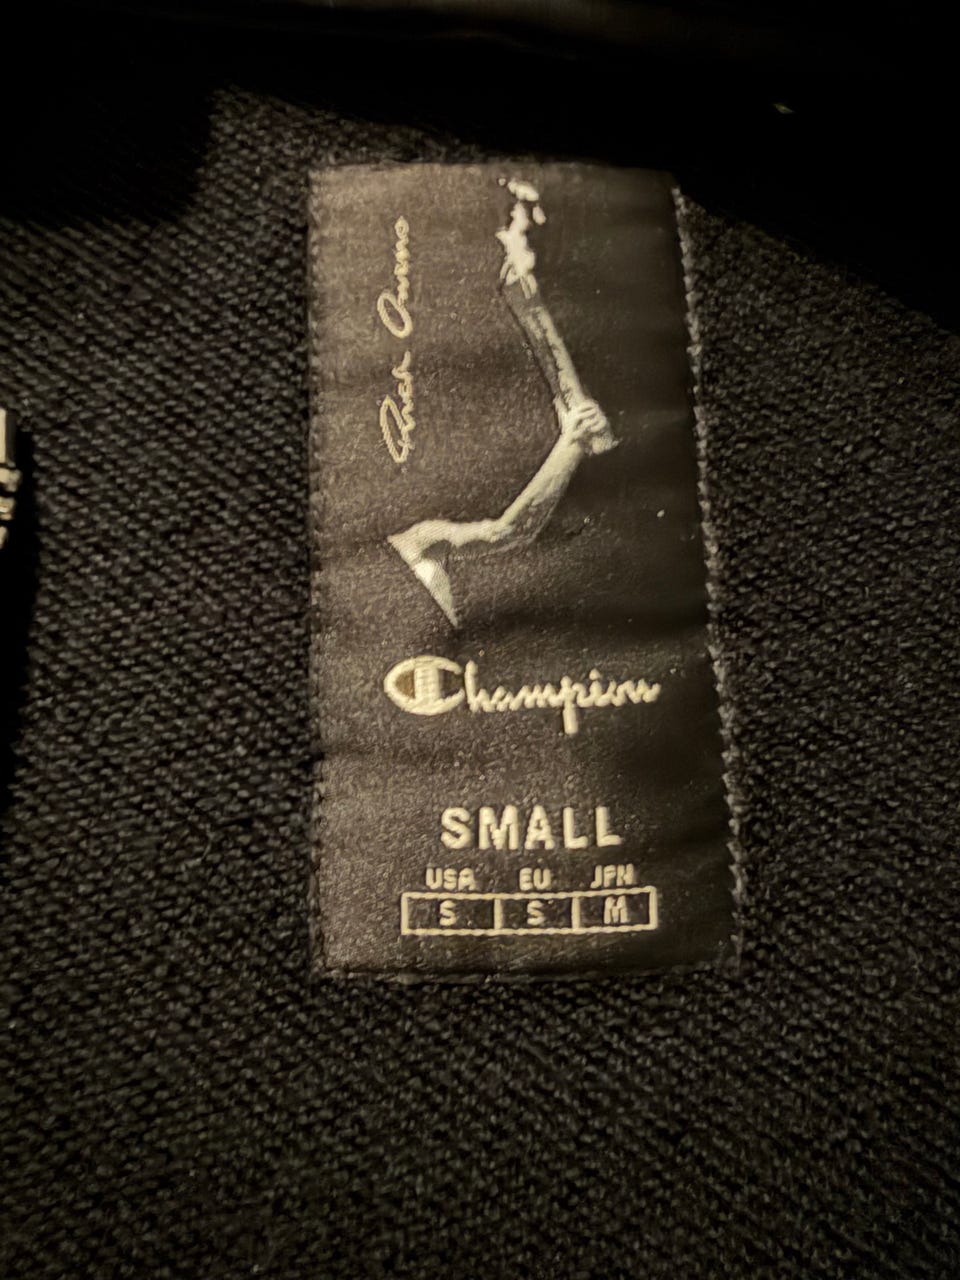 Rick Owens
Champion
SMALL
USA EU JPN
S S M